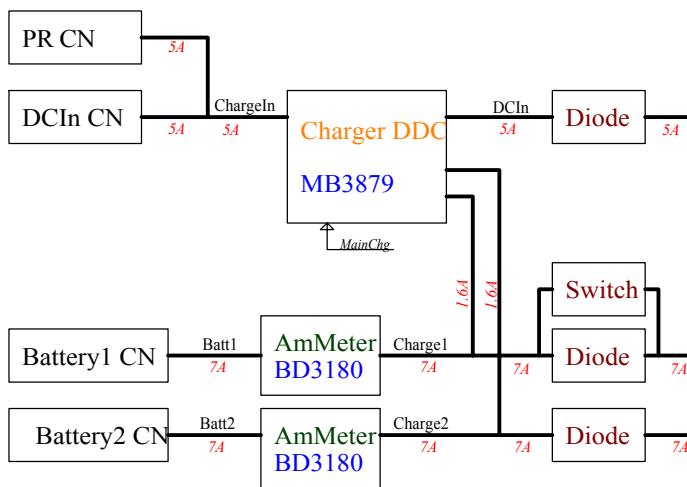 PR CN
5A
DCIn CN
5A
ChargeIn
5A
Charger DDC
MB3879
MainChg
DCIn
5A
Diode
5A
1.6A
1.6A
Switch
Battery1 CN
Batt1
7A
AmMeter
BD3180
Charge1
7A
7A
Diode
7A
Battery2 CN
Batt2
7A
AmMeter
BD3180
Charge2
7A
7A
Diode
7A